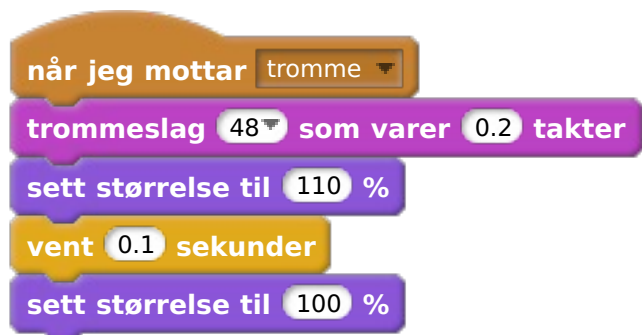 når jeg mottar tromme
trommeslag 48 som varer 0.2 takter
sett størrelse til 110 %
vent 0.1 sekunder
sett størrelse til 100 %